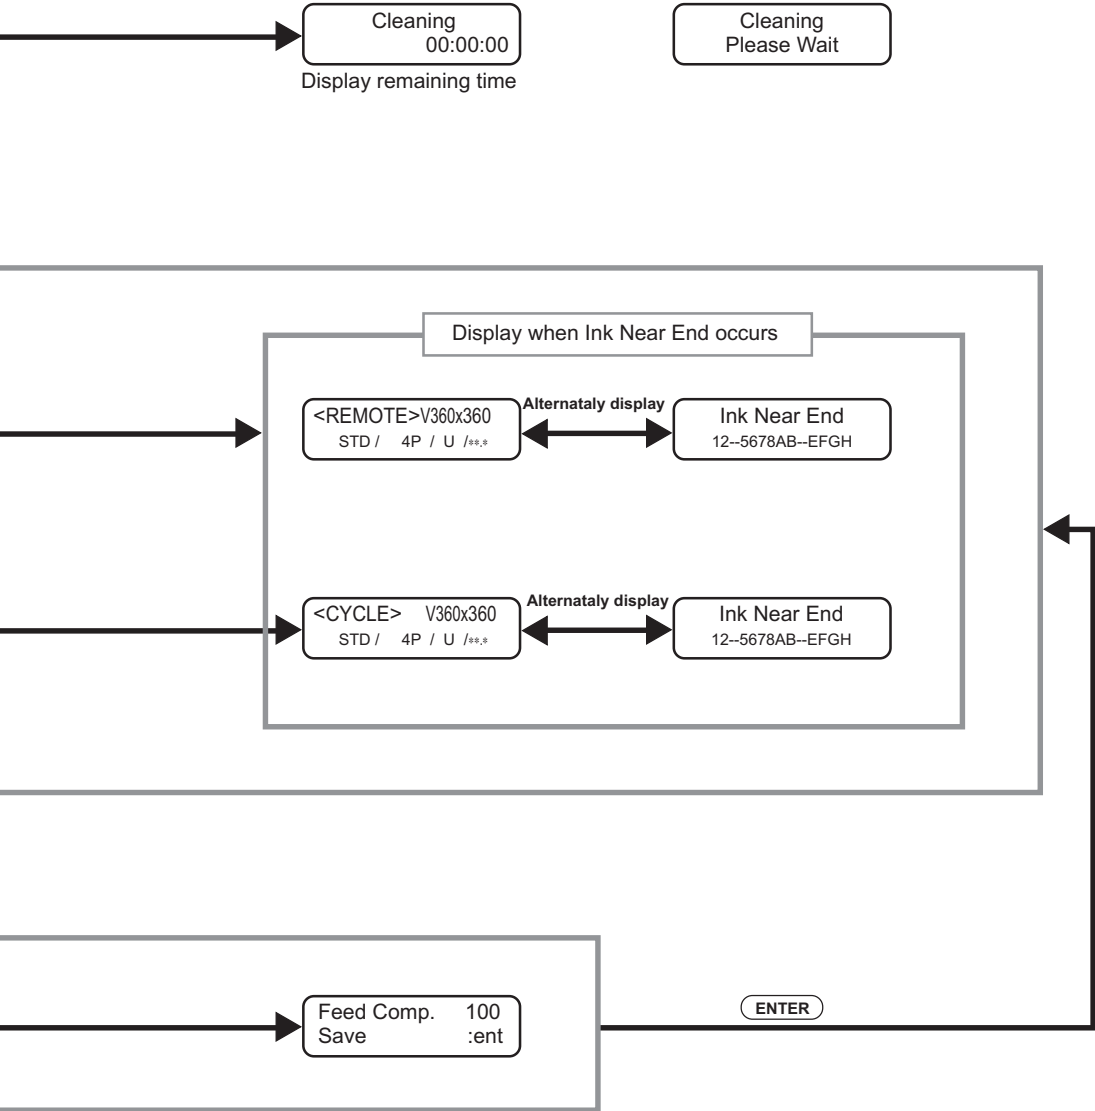 Cleaning
00:00:00
Display remaining time
Cleaning
Please Wait
Display when Ink Near End occurs
<REMOTE>V360x360
STD / 4P / U /**.*
Alternataly display
Ink Near End
12--5678AB--EFGH
<CYCLE> V360x360
STD / 4P / U /**.*
Alternataly display
Ink Near End
12--5678AB--EFGH
Feed Comp. 100
Save :ent
ENTER